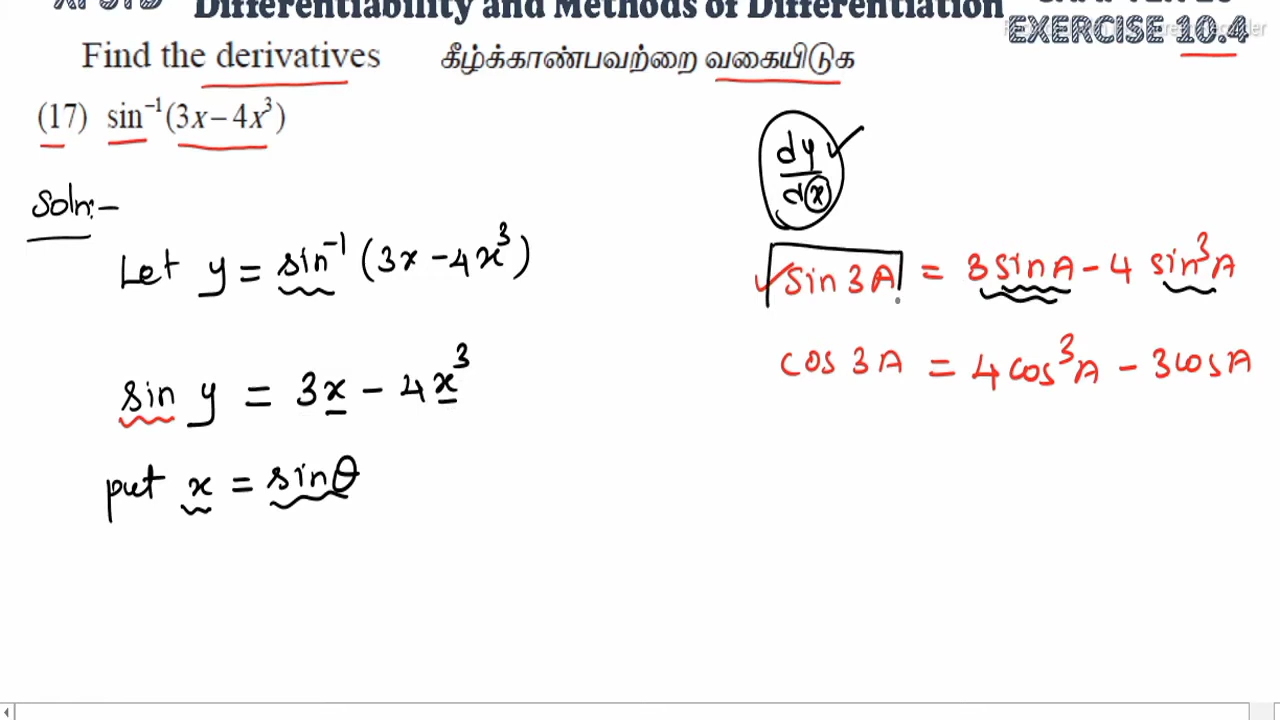 Differentiability and Methods of Differentiation
EXERCISE 10.4
Find the derivatives கீழ்க்காண்பவற்றை வகையிடுக
(17) sin⁻¹(3x – 4x³)
Soln:-
Let y = sin⁻¹ (3x – 4x³)
sin y = 3x – 4x³
put x = sinθ
dy/dx
sin 3A = 3 sin A – 4 sin³A
cos 3A = 4 cos³A – 3 cos A